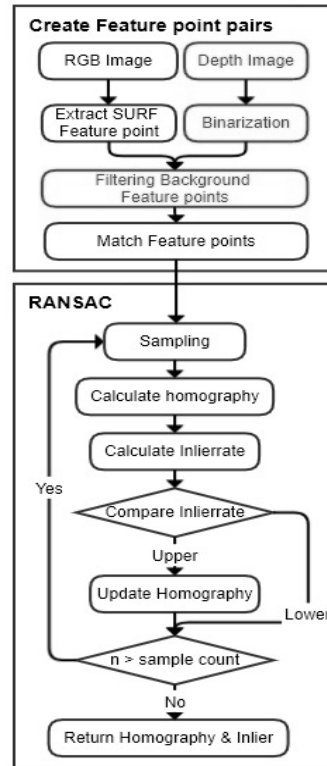 Create Feature point pairs
RGB Image
Depth Image
Extract SURF
Feature point
Binarization
Filtering Background
Feature points
Match Feature points
RANSAC
Sampling
Calculate homography
Calculate Inlierrate
Yes
Compare Inlierrate
Upper
Lower
Update Homography
n > sample count
No
Return Homography & Inlier